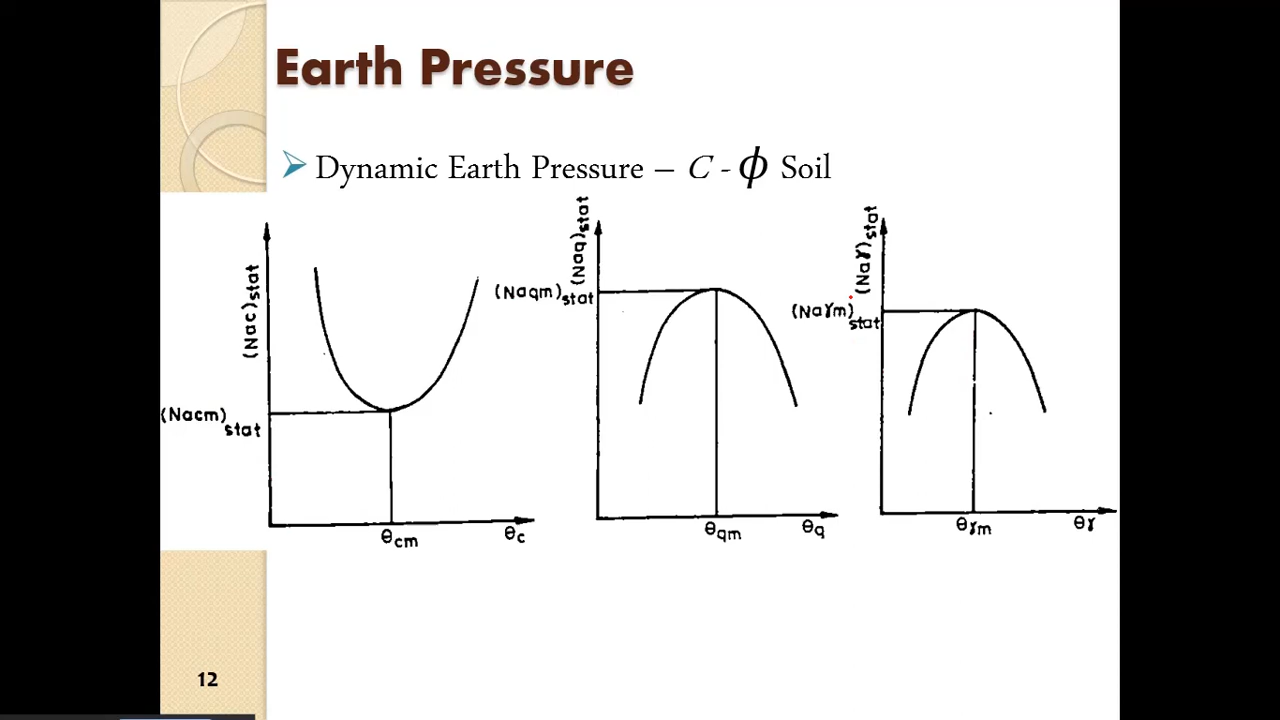 Earth Pressure
Dynamic Earth Pressure – C - ϕ Soil
(Nac)stat
(Nacm)stat
θcm
θc
(Naq)stat
(Naqm)stat
θqm
θq
(Naγ)stat
(Naγm)stat
θγm
θγ
12